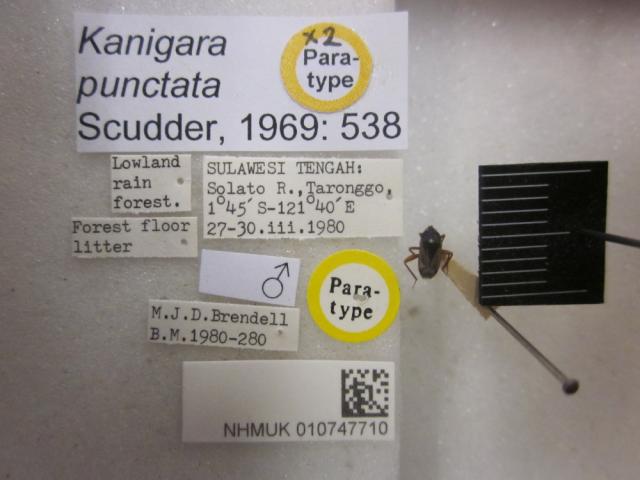 Kanigara
punctata
Scudder, 1969: 538
x2
Para-
type
Lowland
rain
forest.
SULAWESI TENGAH:
Solato R.,Taronggo,
1°45′S-121°40′E
27-30.iii.1980
Forest floor
litter
♂
Para-
type
M.J.D.Brendell
B.M.1980-280
NHMUK 010747710